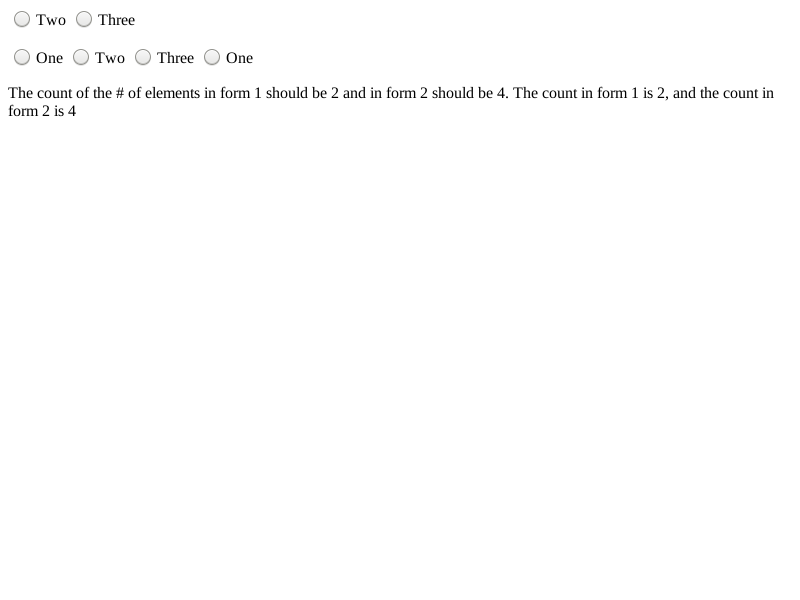 Two Three
One Two Three One
The count of the # of elements in form 1 should be 2 and in form 2 should be 4. The count in form 1 is 2, and the count in
form 2 is 4